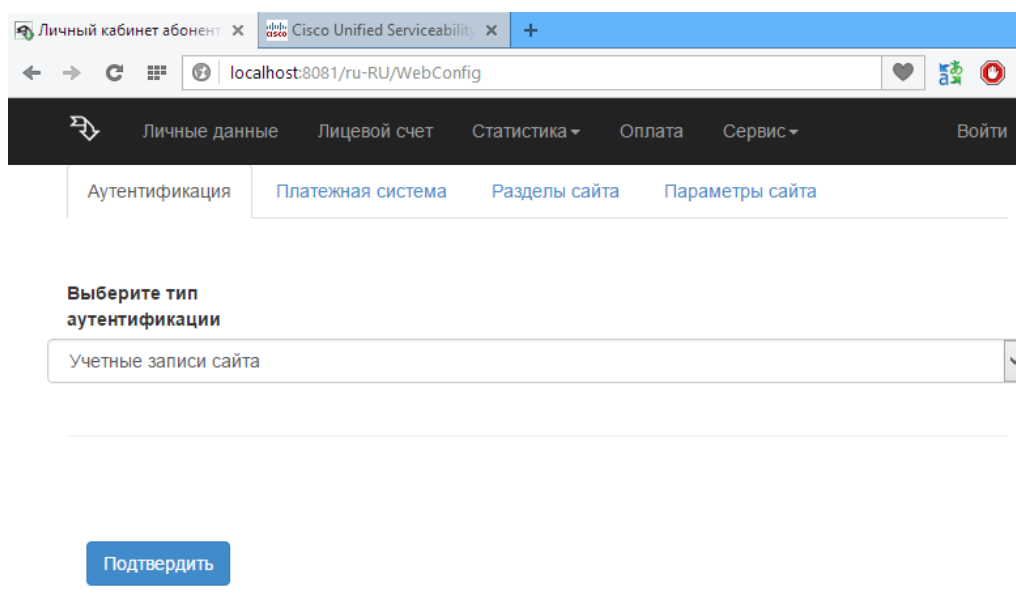 Личный кабинет абонент Cisco Unified Serviceability
localhost:8081/ru-RU/WebConfig
Личные данные Лицевой счет Статистика Оплата Сервис Войти
Аутентификация Платежная система Разделы сайта Параметры сайта
Выберите тип
аутентификации
Учетные записи сайта
Подтвердить